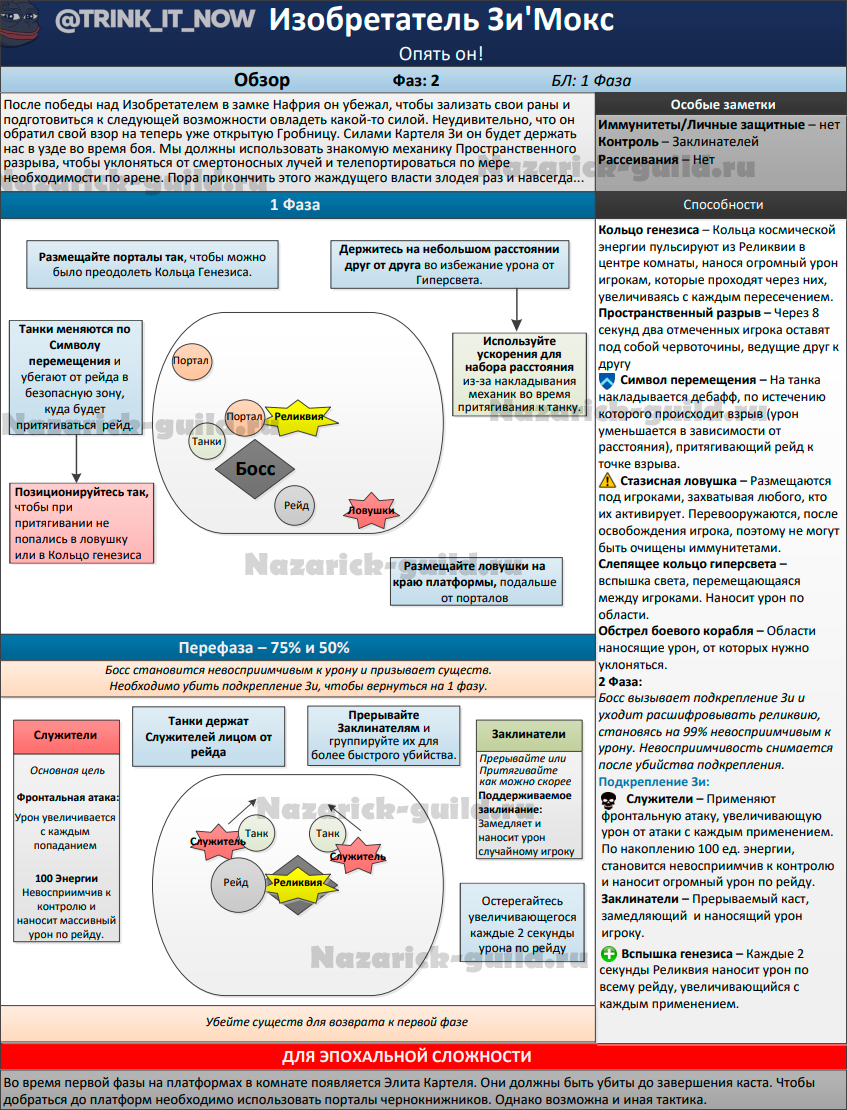 @TRINK_IT_NOW Изобретатель Зи'Мокс
Опять он!
Обзор
Фаз: 2
БЛ: 1 Фаза
После победы над Изобретателем в замке Нафрия он убежал, чтобы зализать свои раны и
подготовиться к следующей возможности овладеть какой-то силой. Неудивительно, что он
обратил свой взор на теперь уже открытую Гробницу. Силами Картеля Зи он будет держать
нас в узде во время боя. Мы должны использовать знакомую механику Пространственного
разрыва, чтобы уклоняться от смертоносных лучей и телепортироваться по мере
необходимости по арене. Пора прикончить этого жаждущего власти злодея раз и навсегда...
Особые заметки
Иммунитеты/Личные защитные – нет
Контроль – Заклинателей
Рассеивания – Нет
Nazarick-guild.ru
Nazarick-guild.ru
1 Фаза
Размещайте порталы так, чтобы можно
было преодолеть Кольца Генезиса.
Держитесь на небольшом расстоянии
друг от друга во избежание урона от
Гиперсвета.
Танки меняются по
Символу
перемещения и
убегают от рейда в
безопасную зону,
куда будет
притягиваться рейд.
Используйте
ускорения для
набора расстояния
из-за накладывания
механик во время
притягивания к танку.
Портал
Портал
Реликвия
Танки
Босс
Рейд
Ловушки
Nazarick-guild.ru
Nazarick-guild.ru
Позиционируйтесь так,
чтобы при
притягивании не
попались в ловушку
или в Кольцо генезиса
Nazarick-guild.ru
Размещайте ловушки на
краю платформы, подальше
от порталов
Перефаза – 75% и 50%
Босс становится невосприимчивым к урону и призывает существ.
Необходимо убить подкрепление Зи, чтобы вернуться на 1 фазу.
Служители
Основная цель
Фронтальная атака:
Урон увеличивается
с каждым
попаданием
100 Энергии
Невосприимчив к
контролю и
наносит массивный
урон по рейду.
Танки держат
Служителей лицом от
рейда
Прерывайте
Заклинателям и
группируйте их для
более быстрого убийства.
Заклинатели
Прерывайте или
Притягивайте
как можно скорее
Поддерживаемое
заклинание:
Замедляет и
наносит урон
случайному игроку
Nazarick-guild.ru
Служитель
Танк
Танк
Служитель
Рейд
Реликвия
Остерегайтесь
увеличивающегося
каждые 2 секунды
урона по рейду
Nazarick-guild.ru
Убейте существ для возврата к первой фазе
Способности
Кольцо генезиса – Кольца космической
энергии пульсируют из Реликвии в
центре комнаты, нанося огромный урон
игрокам, которые проходят через них,
увеличиваясь с каждым пересечением.
Пространственный разрыв – Через 8
секунд два отмеченных игрока оставят
под собой червоточины, ведущие друг к
другу
Символ перемещения – На танка
накладывается дебафф, по истечению
которого происходит взрыв (урон
уменьшается в зависимости от
расстояния), притягивающий рейд к
точке взрыва.
Стазисная ловушка – Размещаются
под игроками, захватывая любого, кто
их активирует. Перевооружаются, после
освобождения игрока, поэтому не могут
быть очищены иммунитетами.
Слепящее кольцо гиперсвета –
вспышка света, перемещающаяся
между игроками. Наносит урон по
области.
Обстрел боевого корабля – Области
наносящие урон, от которых нужно
уклоняться.
2 Фаза:
Босс вызывает подкрепление Зи и
уходит расшифровывать реликвию,
становясь на 99% невосприимчивым к
урону. Невосприимчивость снимается
после убийства подкрепления.
Подкрепление Зи:
Служители – Применяют
фронтальную атаку, увеличивающую
урон от атаки с каждым применением.
По накоплению 100 ед. энергии,
становится невосприимчив к контролю
и наносит огромный урон по рейду.
Заклинатели – Прерываемый каст,
замедляющий и наносящий урон
игроку.
Вспышка генезиса – Каждые 2
секунды Реликвия наносит урон по
всему рейду, увеличивающийся с
каждым применением.
ДЛЯ ЭПОХАЛЬНОЙ СЛОЖНОСТИ
Во время первой фазы на платформах в комнате появляется Элита Картеля. Они должны быть убиты до завершения каста. Чтобы
добраться до платформ необходимо использовать порталы чернокнижников. Однако возможна и иная тактика.